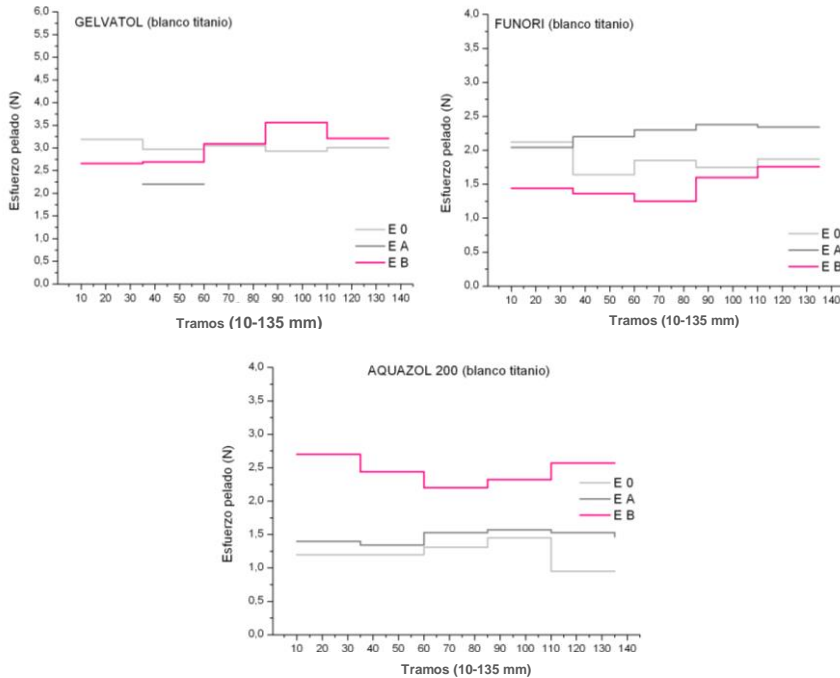 GELVATOL (blanco titanio)
6,0
5,5
5,0
4,5
4,0
3,5
3,0
2,5
2,0
1,5
1,0
0,5
0,0
Esfuerzo pelado (N)
E 0
E A
E B
10 20 30 40 50 60 70 80 90 100 110 120 130 140
Tramos (10-135 mm)
FUNORI (blanco titanio)
4,0
3,5
3,0
2,5
2,0
1,5
1,0
0,5
0,0
Esfuerzo pelado (N)
E 0
E A
E B
10 20 30 40 50 60 70 80 90 100 110 120 130 140
Tramos (10-135 mm)
AQUAZOL 200 (blanco titanio)
4,0
3,5
3,0
2,5
2,0
1,5
1,0
0,5
0,0
Esfuerzo pelado (N)
E 0
E A
E B
10 20 30 40 50 60 70 80 90 100 110 120 130 140
Tramos (10-135 mm)